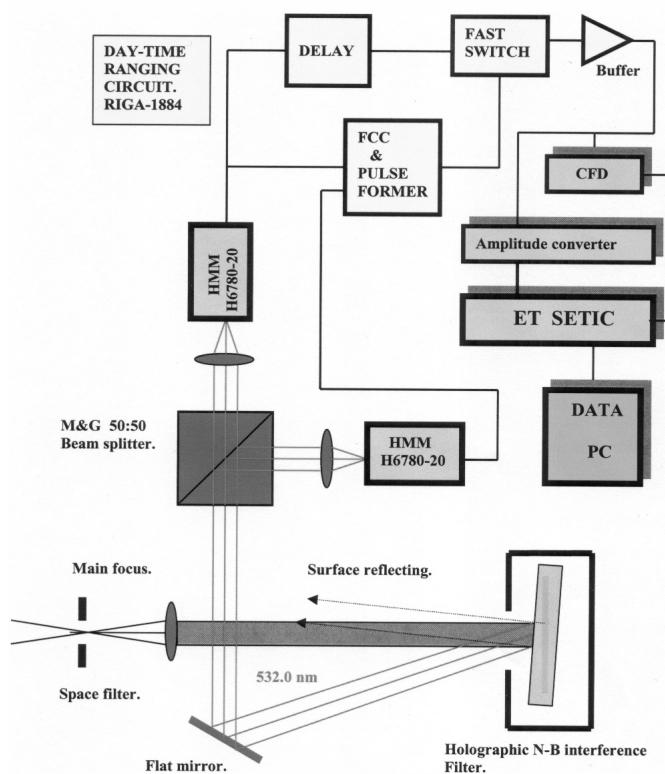 DAY-TIME
RANGING
CIRCUIT.
RIGA-1884
DELAY
FAST
SWITCH
Buffer
FCC
&
PULSE
FORMER
CFD
HMM
H6780-20
Amplitude converter
ET SETIC
M&G 50:50
Beam splitter.
HMM
H6780-20
DATA
PC
Main focus.
Surface reflecting.
Space filter.
532.0 nm
Flat mirror.
Holographic N-B interference
Filter.